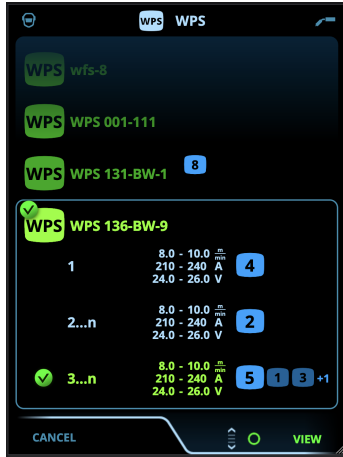 WPS WPS
WPS wfs-8
WPS WPS 001-111
WPS WPS 131-BW-1 8
WPS WPS 136-BW-9
1 8.0 - 10.0 m/min 4
210 - 240 A
24.0 - 26.0 V
2...n 8.0 - 10.0 m/min 2
210 - 240 A
24.0 - 26.0 V
3...n 8.0 - 10.0 m/min 5 1 3 +1
210 - 240 A
24.0 - 26.0 V
CANCEL VIEW